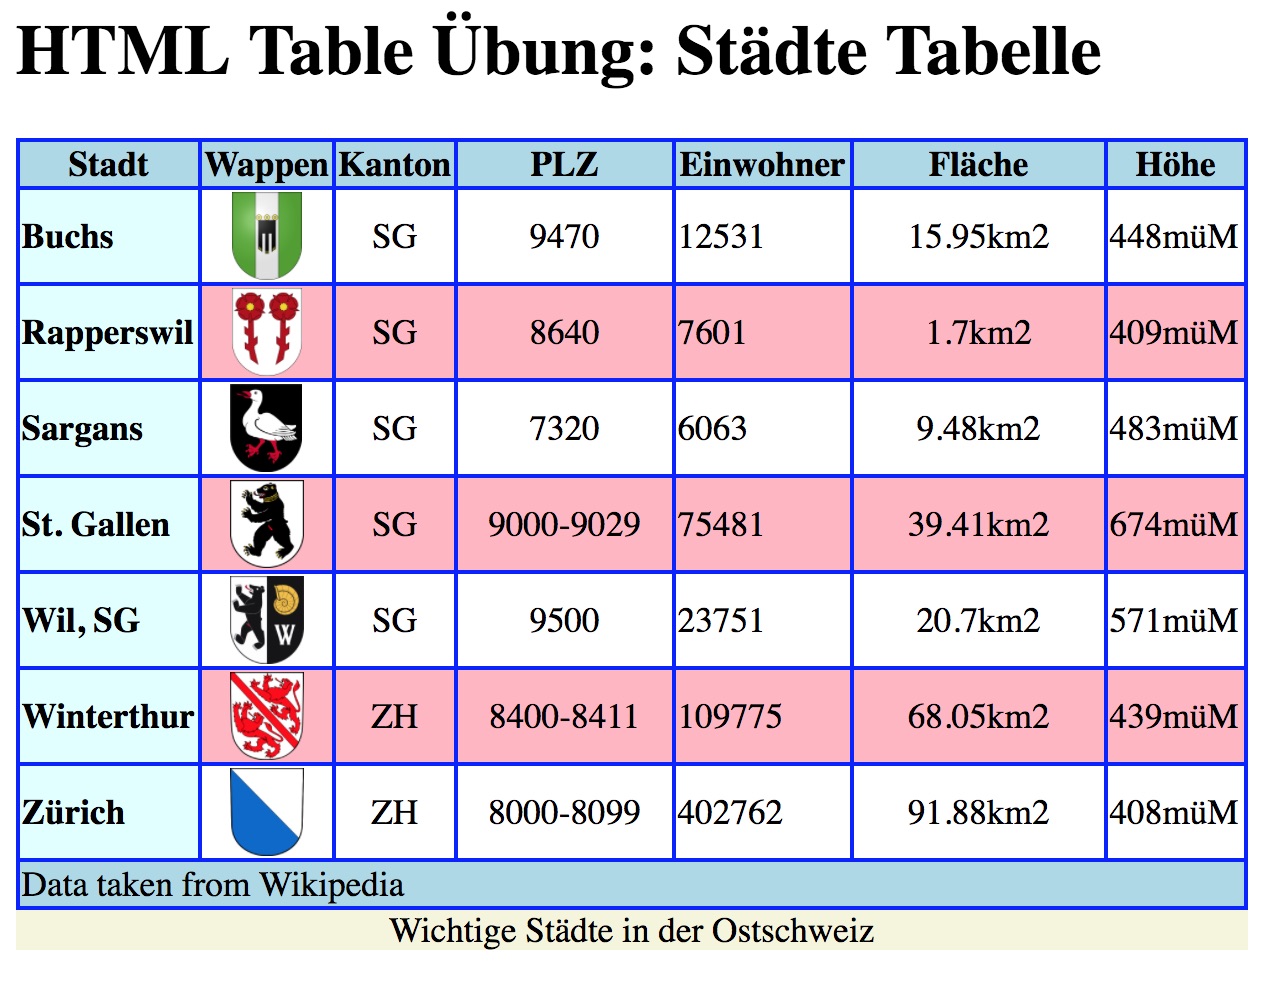 HTML Table Übung: Städte Tabelle
Stadt Wappen Kanton PLZ Einwohner Fläche Höhe
Buchs SG 9470 12531 15.95km2 448müM
Rapperswil SG 8640 7601 1.7km2 409müM
Sargans SG 7320 6063 9.48km2 483müM
St. Gallen SG 9000-9029 75481 39.41km2 674müM
Wil, SG W SG 9500 23751 20.7km2 571müM
Winterthur ZH 8400-8411 109775 68.05km2 439müM
Zürich ZH 8000-8099 402762 91.88km2 408müM
Data taken from Wikipedia
Wichtige Städte in der Ostschweiz